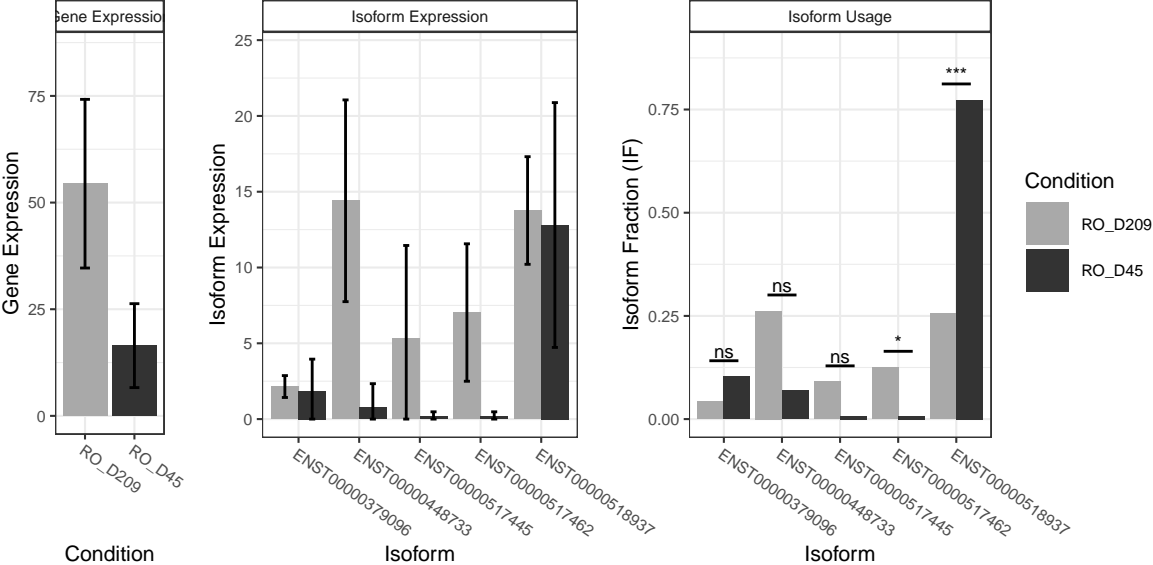 Gene Expression
Gene Expression
75
50
25
0
RO_D209
RO_D45
Condition
Isoform Expression
Isoform Expression
25
20
15
10
5
0
ENST00000379096
ENST00000448733
ENST00000517445
ENST00000517462
ENST00000518937
Isoform
Isoform Usage
Isoform Fraction (IF)
0.75
0.50
0.25
0.00
ns
ns
ns
*
***
ENST00000379096
ENST00000448733
ENST00000517445
ENST00000517462
ENST00000518937
Isoform
Condition
RO_D209
RO_D45